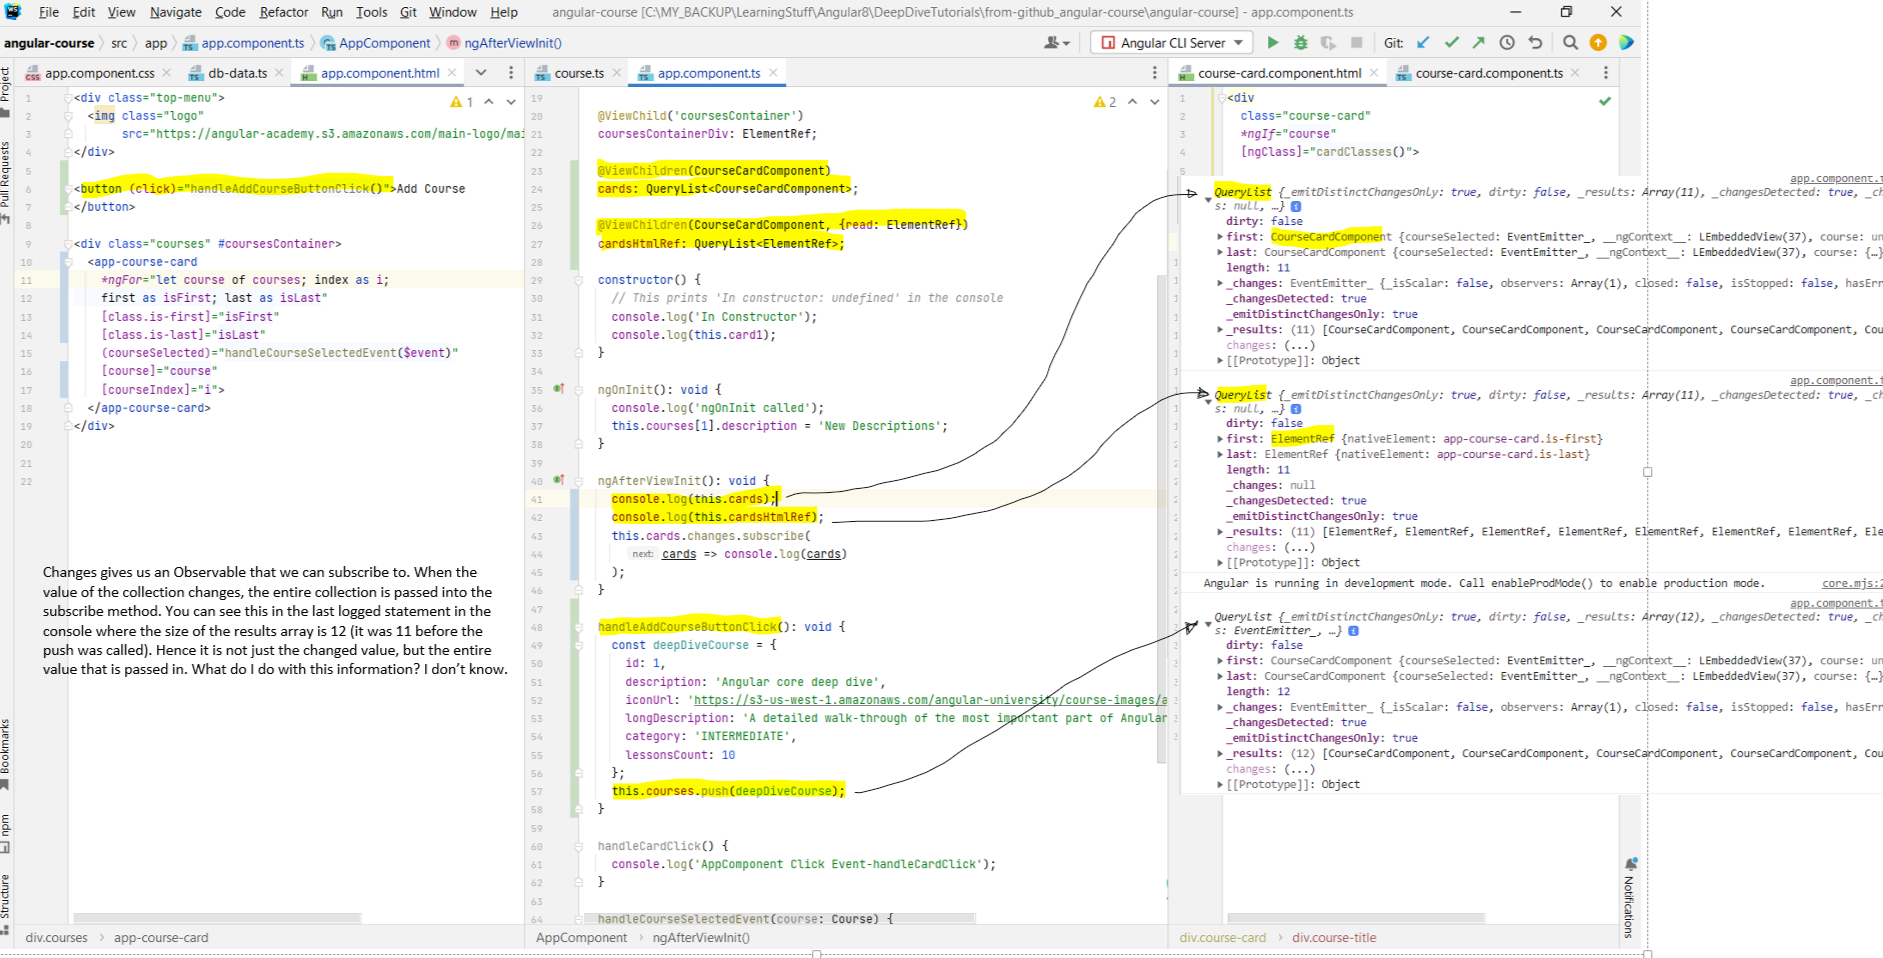 File Edit View Navigate Code Refactor Run Tools Git Window Help angular-course [C:\MY_BACKUP\LearningStuff\Angular8\DeepDiveTutorials\from-github_angular-course\angular-course] - app.component.ts
angular-course src app app.component.ts AppComponent ngAfterViewInit() Angular CLI Server Git:
app.component.css db-data.ts app.component.html
1 <div class="top-menu">
2 <img class="logo"
3 src="https://angular-academy.s3.amazonaws.com/main-logo/mai
4 </div>
5
6 <button (click)="handleAddCourseButtonClick()">Add Course
7 </button>
8
9 <div class="courses" #coursesContainer>
10 <app-course-card
11 *ngFor="let course of courses; index as i;
12 first as isFirst; last as isLast"
13 [class.is-first]="isFirst"
14 [class.is-last]="isLast"
15 (courseSelected)="handleCourseSelectedEvent($event)"
16 [course]="course"
17 [courseIndex]="i">
18 </app-course-card>
19 </div>
20
21
22
1
Changes gives us an Observable that we can subscribe to. When the
value of the collection changes, the entire collection is passed into the
subscribe method. You can see this in the last logged statement in the
console where the size of the results array is 12 (it was 11 before the
push was called). Hence it is not just the changed value, but the entire
value that is passed in. What do I do with this information? I don't know.
div.courses app-course-card
course.ts app.component.ts
2
19
20 @ViewChild('coursesContainer')
21 coursesContainerDiv: ElementRef;
22
23 @ViewChildren(CourseCardComponent)
24 cards: QueryList<CourseCardComponent>;
25
26 @ViewChildren(CourseCardComponent, {read: ElementRef})
27 cardsHtmlRef: QueryList<ElementRef>;
28
29 constructor() {
30 // This prints 'In constructor: undefined' in the console
31 console.log('In Constructor');
32 console.log(this.card1);
33 }
34
35 ngOnInit(): void {
36 console.log('ngOnInit called');
37 this.courses[1].description = 'New Descriptions';
38 }
39
40 ngAfterViewInit(): void {
41 console.log(this.cards);
42 console.log(this.cardsHtmlRef);
43 this.cards.changes.subscribe(
44 next: cards => console.log(cards)
45 );
46 }
47
48 handleAddCourseButtonClick(): void {
49 const deepDiveCourse = {
50 id: 1,
51 description: 'Angular core deep dive',
52 iconUrl: 'https://s3-us-west-1.amazonaws.com/angular-university/course-images/a
53 longDescription: 'A detailed walk-through of the most important part of Angular
54 category: 'INTERMEDIATE',
55 lessonsCount: 10
56 };
57 this.courses.push(deepDiveCourse);
58 }
59
60 handleCardClick() {
61 console.log('AppComponent Click Event-handleCardClick');
62 }
63
64 handleCourseSelectedEvent(course: Course) {
AppComponent ngAfterViewInit()
course-card.component.html course-card.component.ts
1 <div
2 class="course-card"
3 *ngIf="course"
4 [ngClass]="cardClasses()">
5
app.component.t
QueryList {_emitDistinctChangesOnly: true, dirty: false, _results: Array(11), _changesDetected: true, _ch
s: null, …} i
dirty: false
first: CourseCardComponent {courseSelected: EventEmitter_, __ngContext__: LEmbeddedView(37), course: un
last: CourseCardComponent {courseSelected: EventEmitter_, __ngContext__: LEmbeddedView(37), course: {…}
length: 11
_changes: EventEmitter_ {_isScalar: false, observers: Array(1), closed: false, isStopped: false, hasErr
_changesDetected: true
_emitDistinctChangesOnly: true
_results: (11) [CourseCardComponent, CourseCardComponent, CourseCardComponent, CourseCardComponent, Cou
changes: (...)
[[Prototype]]: Object
app.component.t
QueryList {_emitDistinctChangesOnly: true, dirty: false, _results: Array(11), _changesDetected: true, _ch
s: null, …} i
dirty: false
first: ElementRef {nativeElement: app-course-card.is-first}
last: ElementRef {nativeElement: app-course-card.is-last}
length: 11
_changes: null
_changesDetected: true
_emitDistinctChangesOnly: true
_results: (11) [ElementRef, ElementRef, ElementRef, ElementRef, ElementRef, ElementRef, ElementRef, Ele
changes: (...)
[[Prototype]]: Object
Angular is running in development mode. Call enableProdMode() to enable production mode. core.mjs:2
app.component.t
QueryList {_emitDistinctChangesOnly: true, dirty: false, _results: Array(12), _changesDetected: true, _ch
s: EventEmitter_, …} i
dirty: false
first: CourseCardComponent {courseSelected: EventEmitter_, __ngContext__: LEmbeddedView(37), course: un
last: CourseCardComponent {courseSelected: EventEmitter_, __ngContext__: LEmbeddedView(37), course: {…}
length: 12
_changes: EventEmitter_ {_isScalar: false, observers: Array(1), closed: false, isStopped: false, hasErr
_changesDetected: true
_emitDistinctChangesOnly: true
_results: (12) [CourseCardComponent, CourseCardComponent, CourseCardComponent, CourseCardComponent, Cou
changes: (...)
[[Prototype]]: Object
div.course-card div.course-title
Project
Pull Requests
Bookmarks
npm
Structure
Notifications